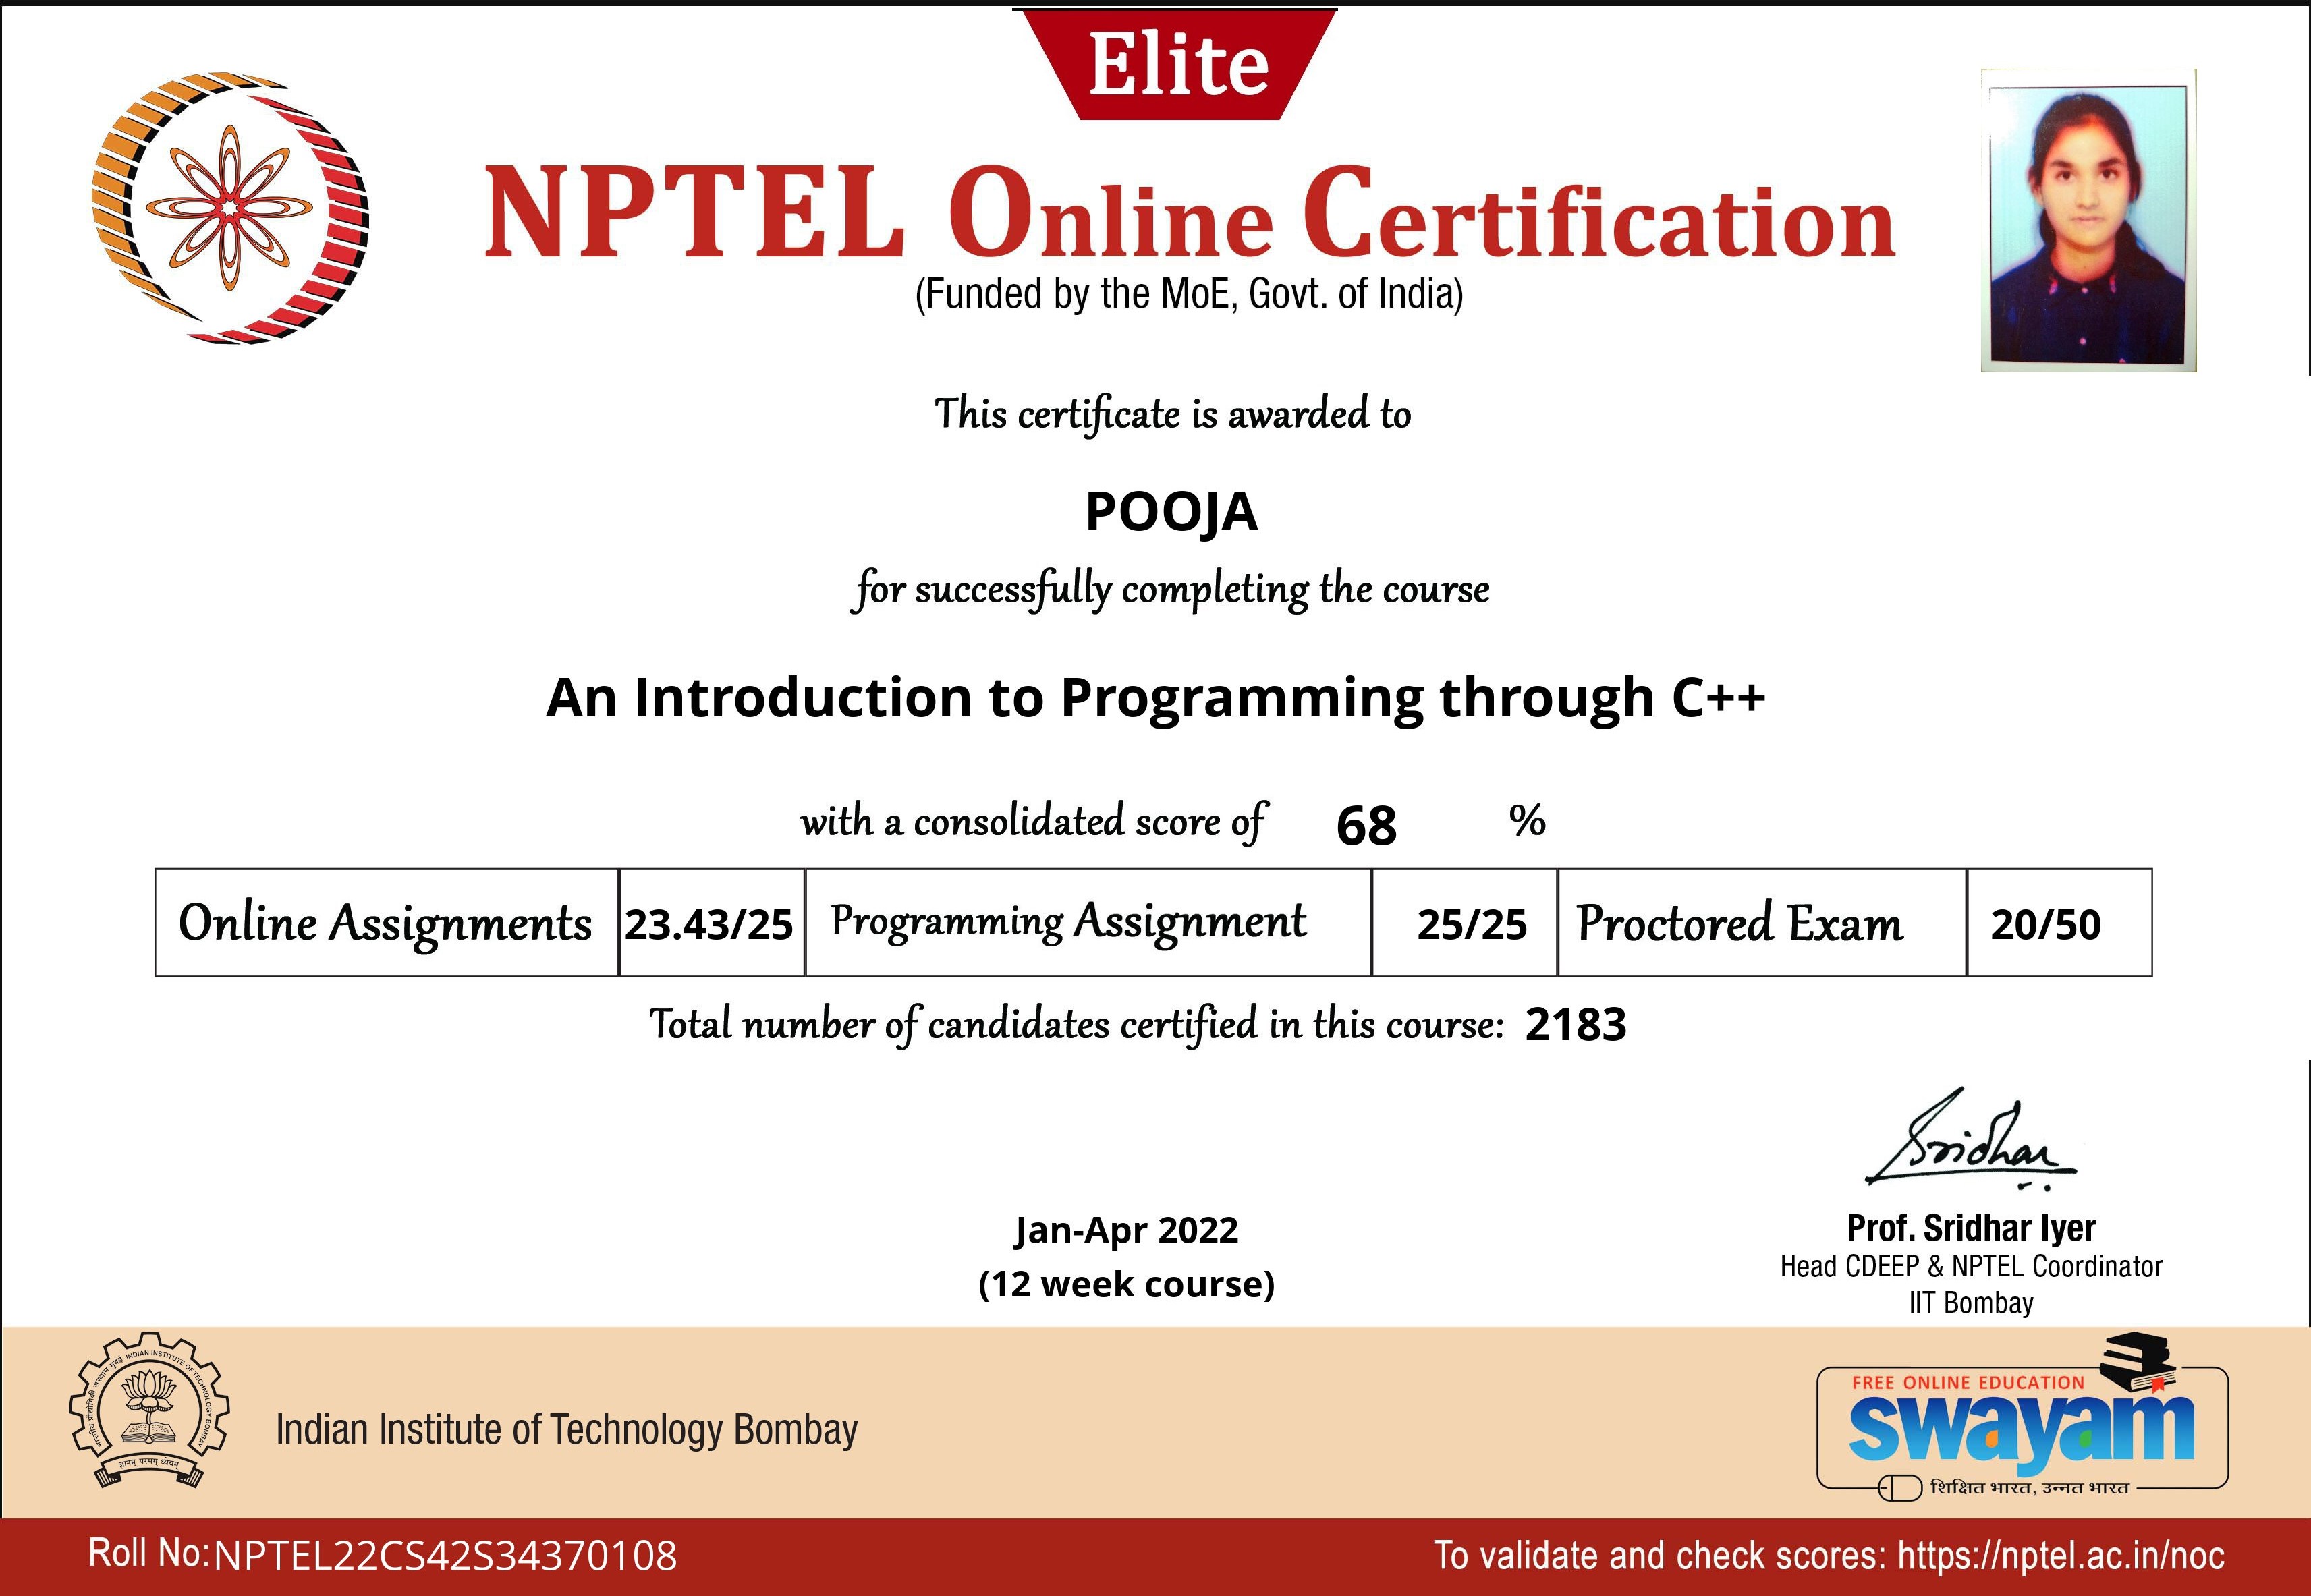 Elite
NPTEL Online Certification
(Funded by the MoE, Govt. of India)
This certificate is awarded to
POOJA
for successfully completing the course
An Introduction to Programming through C++
with a consolidated score of 68 %
Online Assignments 23.43/25 Programming Assignment 25/25 Proctored Exam 20/50
Total number of candidates certified in this course: 2183
Sridhar
Jan-Apr 2022
(12 week course)
Prof. Sridhar Iyer
Head CDEEP & NPTEL Coordinator
IIT Bombay
भारतीय प्रौद्योगिकी संस्थान मुंबई INDIAN INSTITUTE OF TECHNOLOGY BOMBAY
ज्ञानम् परमम् ध्येयम्
Indian Institute of Technology Bombay
FREE ONLINE EDUCATION
swayam
शिक्षित भारत, उन्नत भारत
Roll No:NPTEL22CS42S34370108
To validate and check scores: https://nptel.ac.in/noc